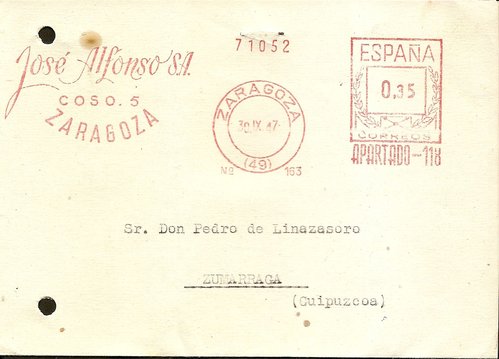 José Alfonso S.A.
COSO. 5
ZARAGOZA
71052
ZARAGOZA
30.IX.47
(49)
Nº 163
ESPAÑA
0,35
CORREOS
APARTADO-118
Sr. Don Pedro de Linazasoro
ZUMARRAGA
(Cuipuzcoa)